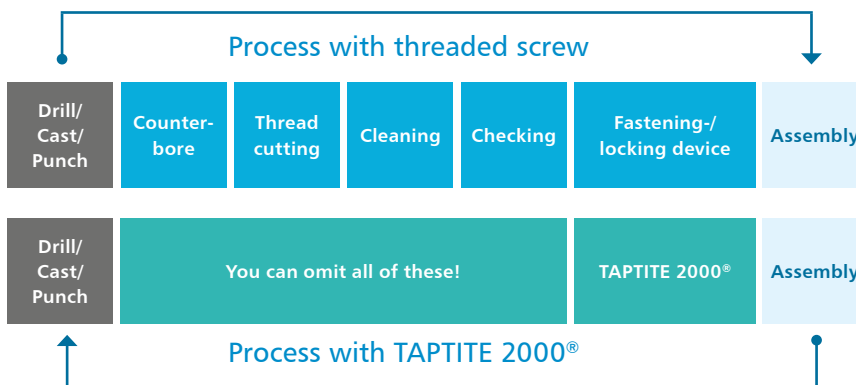 Process with threaded screw
Drill/
Cast/
Punch
Counter-
bore
Thread
cutting
Cleaning
Checking
Fastening-/
locking device
Assembly
Drill/
Cast/
Punch
You can omit all of these!
TAPTITE 2000®
Assembly
Process with TAPTITE 2000®